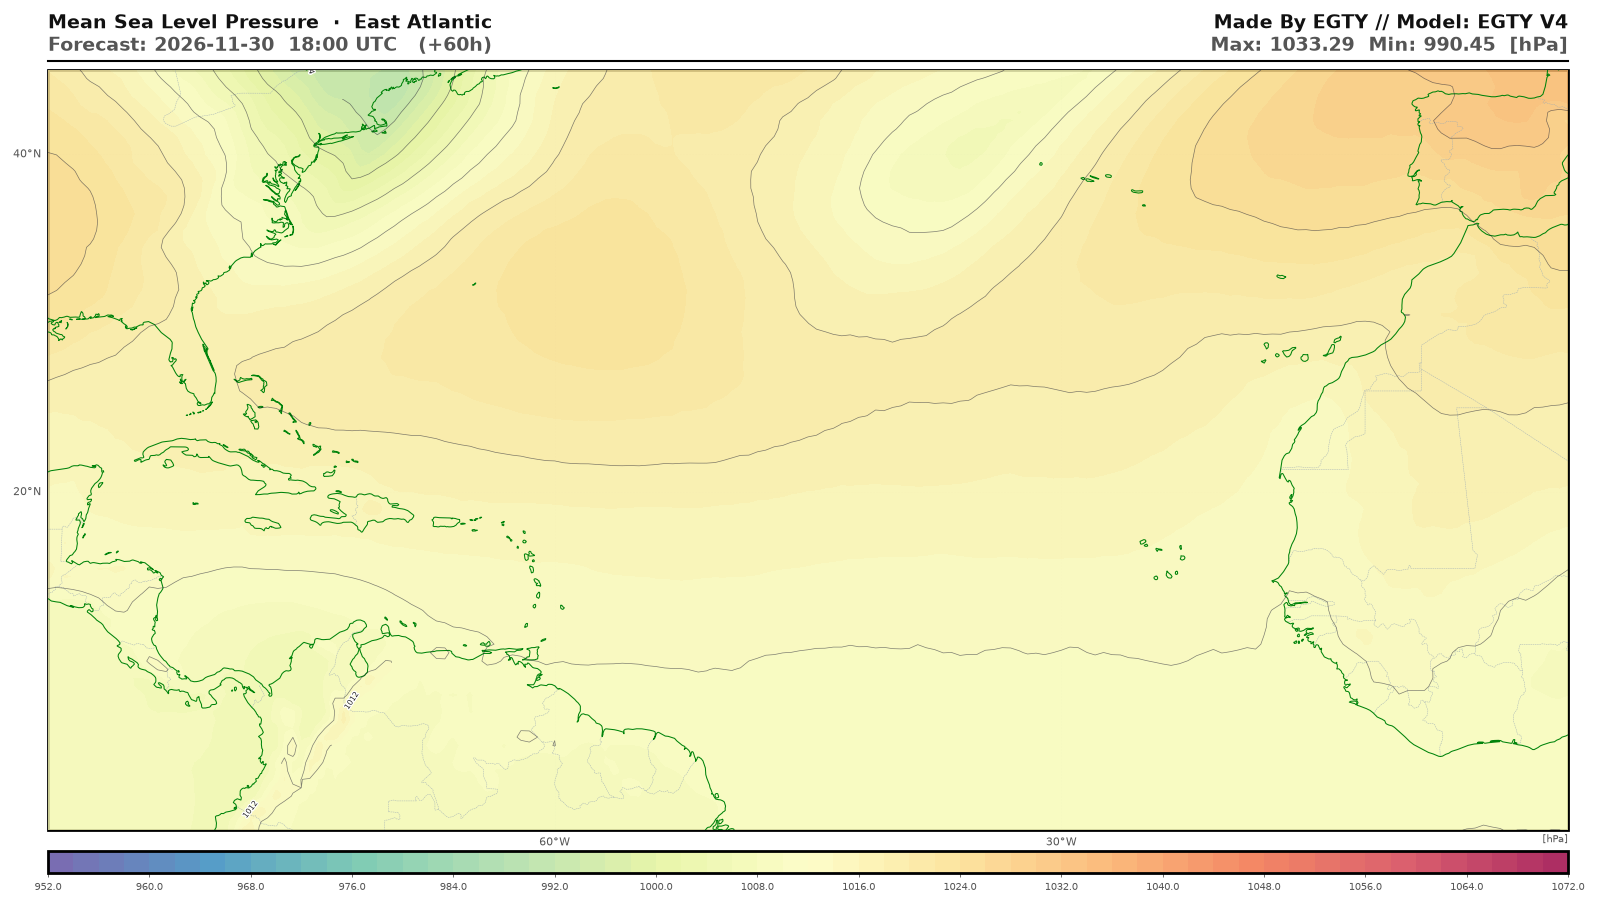 Mean Sea Level Pressure · East Atlantic
Made By EGTY // Model: EGTY V4
Forecast: 2026-11-30 18:00 UTC (+60h)
Max: 1033.29 Min: 990.45 [hPa]
40°N
20°N
1012
1012
60°W
30°W
[hPa]
952.0 960.0 968.0 976.0 984.0 992.0 1000.0 1008.0 1016.0 1024.0 1032.0 1040.0 1048.0 1056.0 1064.0 1072.0